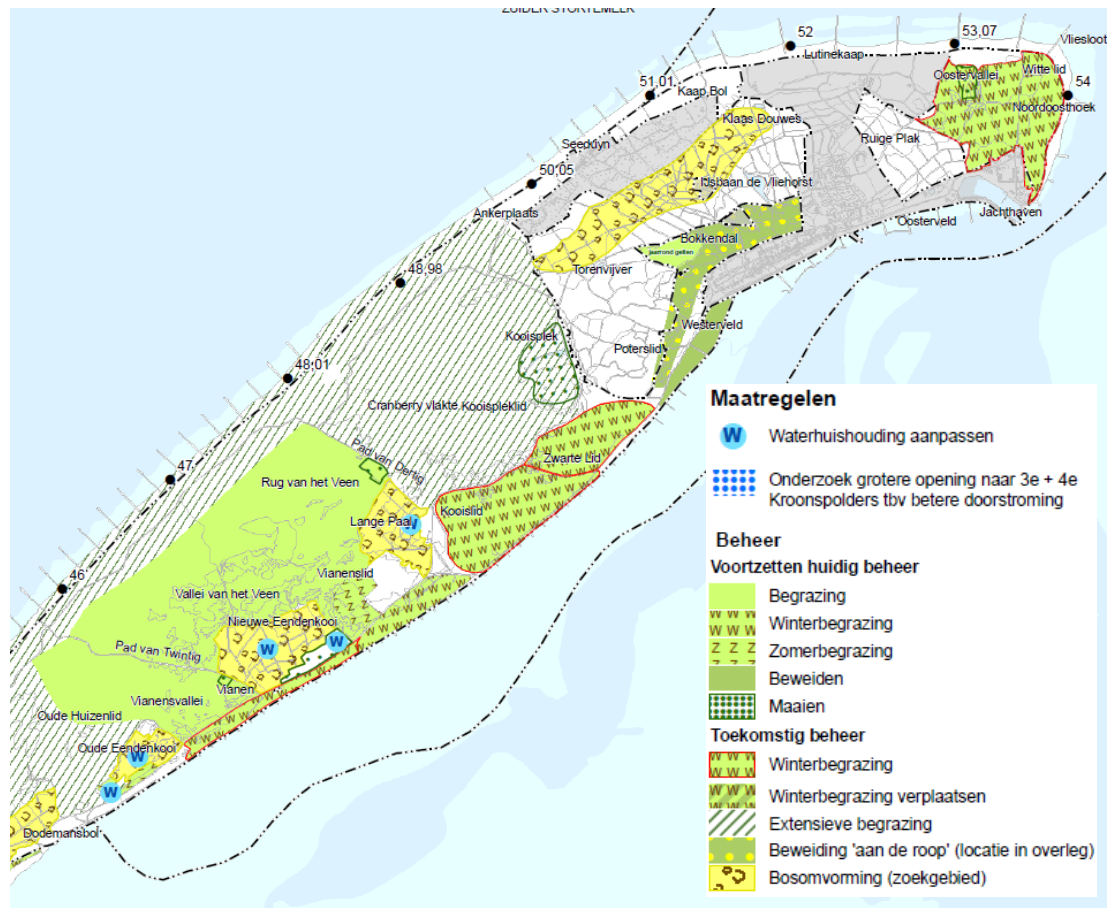 ZUIDER STORTEMELK
52
53,07
Vliesloot
Lutinekaap
Oostervallei
Witte lid
54
51,01
Kaap Bol
Noordoosthoek
Klaas Douwes
Seeduyn
Ruige Plak
50,05
IJsbaan de Vliehorst
Ankerplaats
Oosterveld
Jachthaven
Bokkendal
jaarrond geiten
48,98
Torenvijver
Westerveld
Kooisplek
Poterslid
48,01
Cranberry vlakte
Kooispleklid
Pad van Dertig
Zwarte Lid
47
Rug van het Veen
Lange Paal
W
Kooislid
Vianenslid
46
Vallei van het Veen
Nieuwe Eendenkooi
W
W
Pad van Twintig
Vianen
Vianensvallei
Oude Huizenlid
Oude Eendenkooi
W
W
Dodemansbol
Maatregelen
W Waterhuishouding aanpassen
Onderzoek grotere opening naar 3e + 4e
Kroonspolders tbv betere doorstroming
Beheer
Voortzetten huidig beheer
Begrazing
Winterbegrazing
Zomerbegrazing
Beweiden
Maaien
Toekomstig beheer
Winterbegrazing
Winterbegrazing verplaatsen
Extensieve begrazing
Beweiding 'aan de roop' (locatie in overleg)
Bosomvorming (zoekgebied)